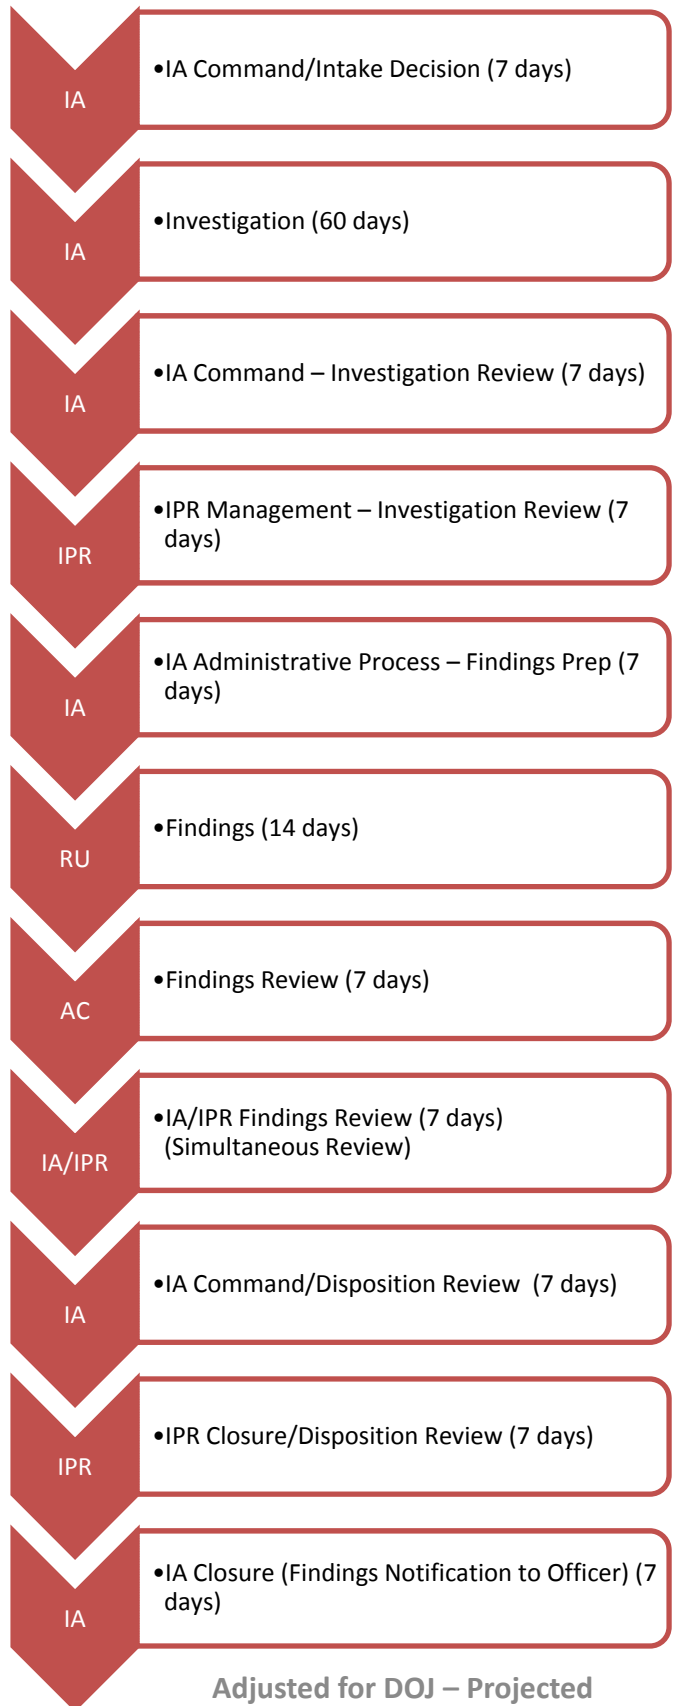 IA
•IA Command/Intake Decision (7 days)
IA
•Investigation (60 days)
IA
•IA Command – Investigation Review (7 days)
IPR
•IPR Management – Investigation Review (7
days)
IA
•IA Administrative Process – Findings Prep (7
days)
RU
•Findings (14 days)
AC
•Findings Review (7 days)
IA/IPR
•IA/IPR Findings Review (7 days)
(Simultaneous Review)
IA
•IA Command/Disposition Review (7 days)
IPR
•IPR Closure/Disposition Review (7 days)
IA
•IA Closure (Findings Notification to Officer) (7
days)
Adjusted for DOJ – Projected